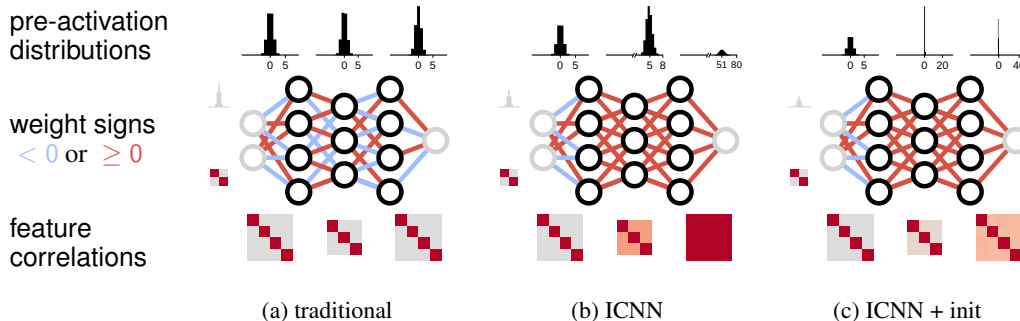 pre-activation
distributions
0 5 0 5 0 5
0 5 5 8 51 80
0 5 0 20 0 40
weight signs
< 0 or ≥ 0
feature
correlations
(a) traditional
(b) ICNN
(c) ICNN + init